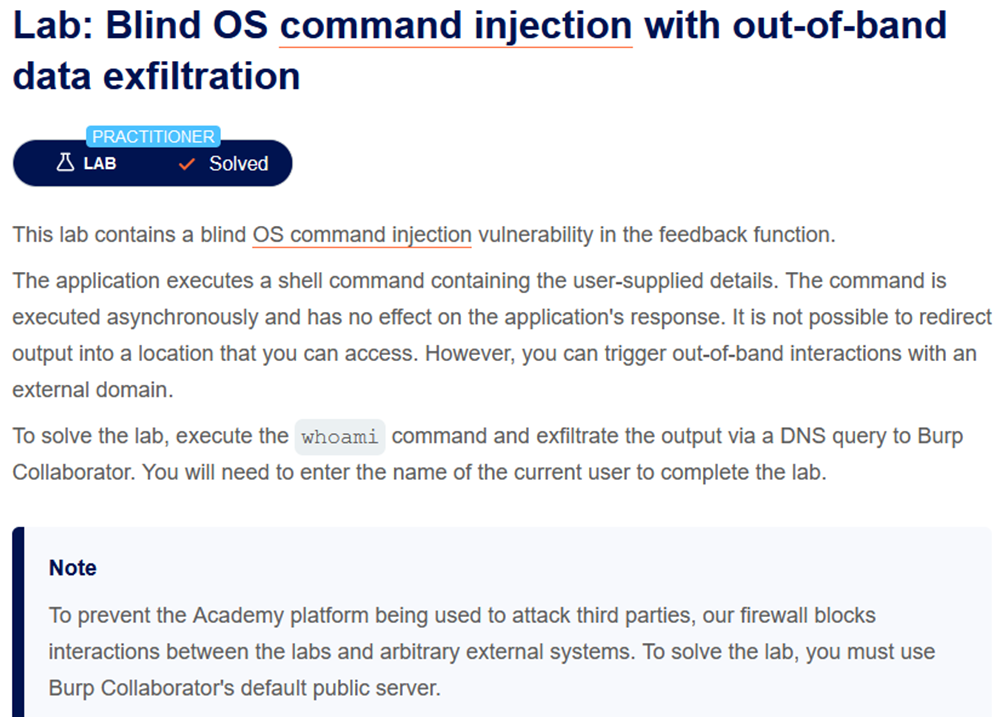 Lab: Blind OS command injection with out-of-band
data exfiltration
PRACTITIONER
LAB Solved
This lab contains a blind OS command injection vulnerability in the feedback function.
The application executes a shell command containing the user-supplied details. The command is
executed asynchronously and has no effect on the application's response. It is not possible to redirect
output into a location that you can access. However, you can trigger out-of-band interactions with an
external domain.
To solve the lab, execute the whoami command and exfiltrate the output via a DNS query to Burp
Collaborator. You will need to enter the name of the current user to complete the lab.
Note
To prevent the Academy platform being used to attack third parties, our firewall blocks
interactions between the labs and arbitrary external systems. To solve the lab, you must use
Burp Collaborator's default public server.